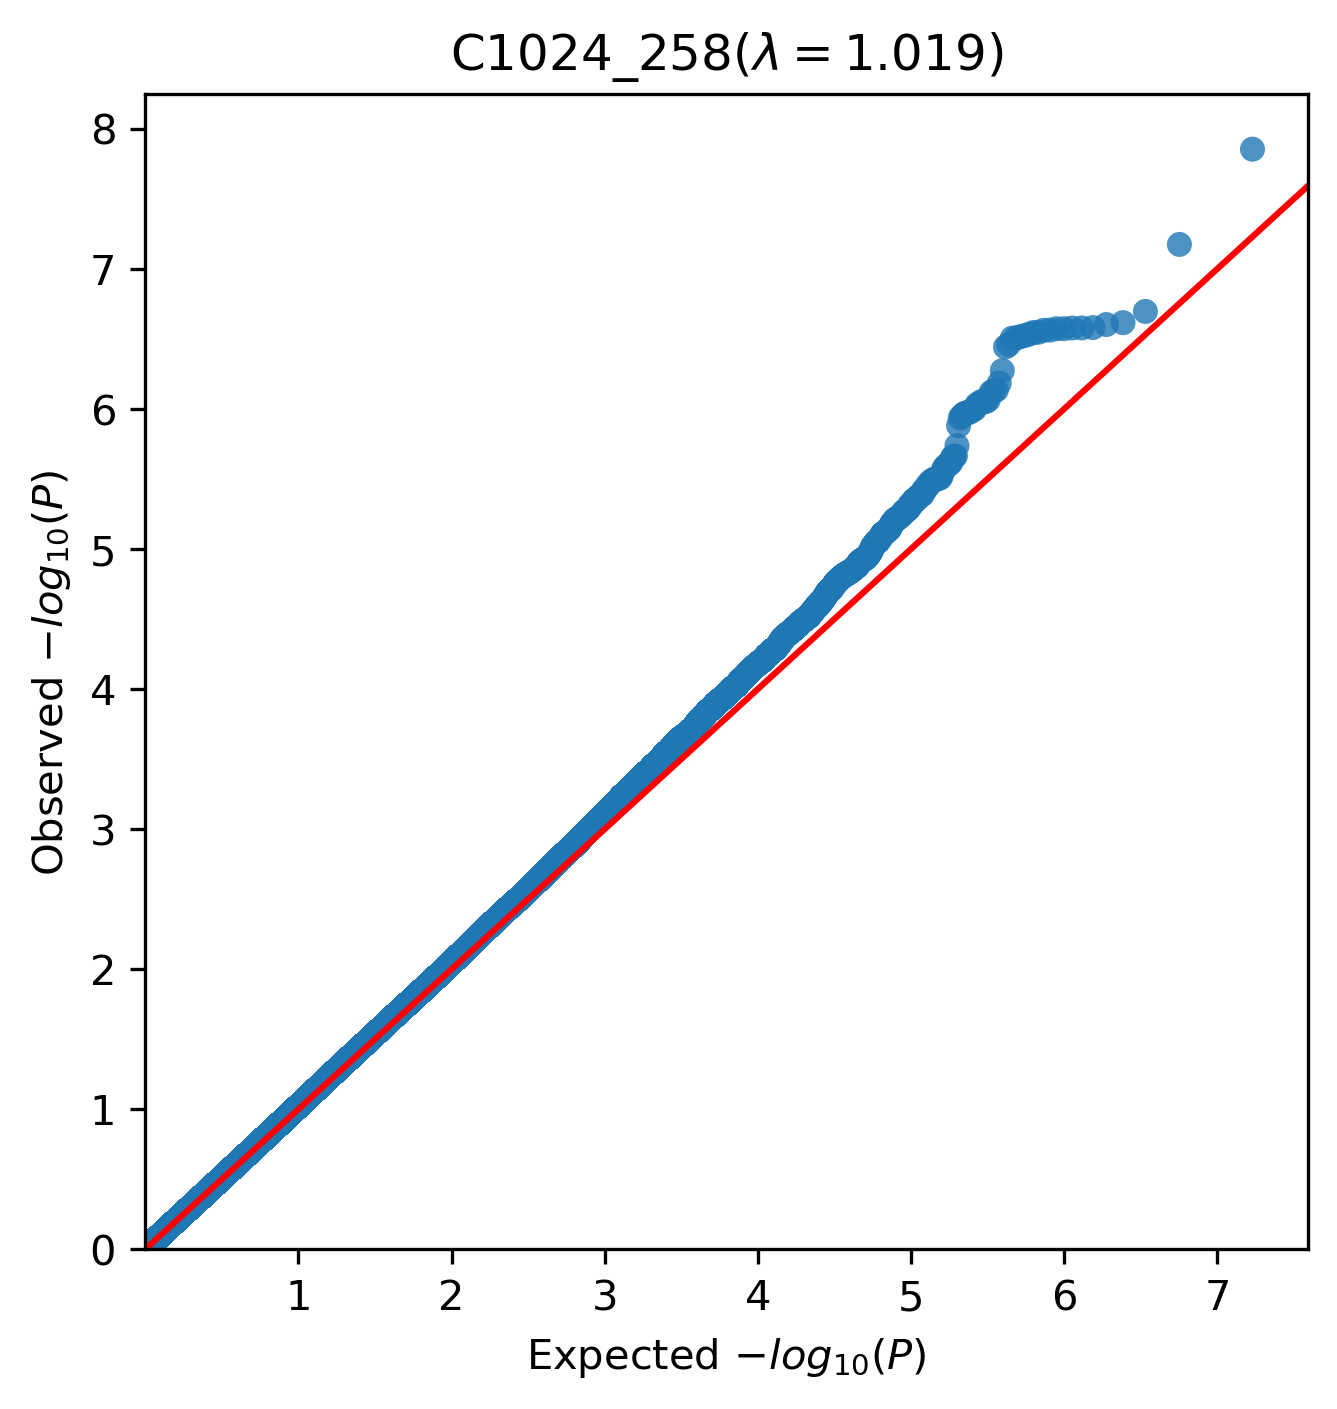 C1024_258(λ = 1.019)
8
7
6
5
4
3
2
1
0
Observed −log10(P)
1 2 3 4 5 6 7
Expected −log10(P)